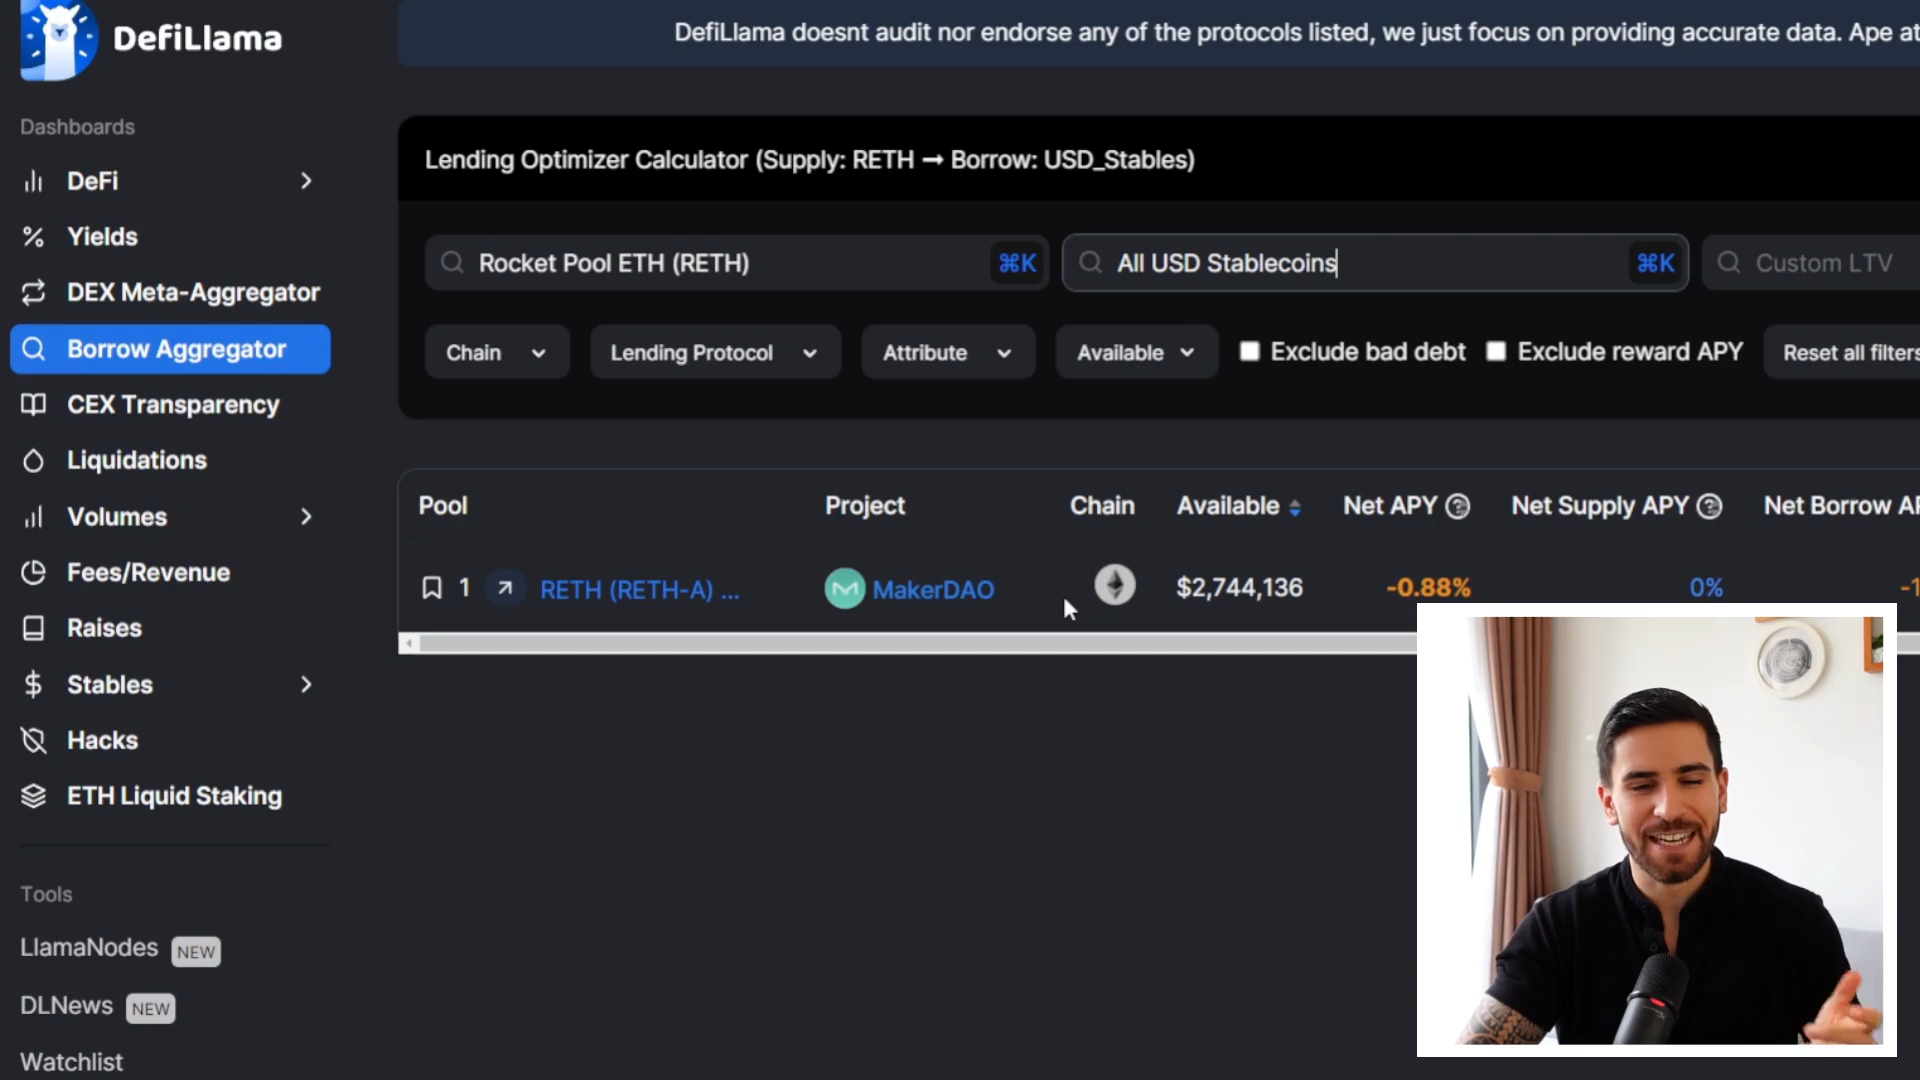 DefiLlama
DefiLlama doesnt audit nor endorse any of the protocols listed, we just focus on providing accurate data. Ape at
Dashboards
DeFi
Yields
DEX Meta-Aggregator
Borrow Aggregator
CEX Transparency
Liquidations
Volumes
Fees/Revenue
Raises
Stables
Hacks
ETH Liquid Staking
Tools
LlamaNodes NEW
DLNews NEW
Watchlist
Lending Optimizer Calculator (Supply: RETH → Borrow: USD_Stables)
Rocket Pool ETH (RETH) ⌘K All USD Stablecoins ⌘K Custom LTV
Chain Lending Protocol Attribute Available Exclude bad debt Exclude reward APY Reset all filters
Pool Project Chain Available Net APY Net Supply APY Net Borrow AP
1 RETH (RETH-A) ... MakerDAO $2,744,136 -0.88% 0% -1